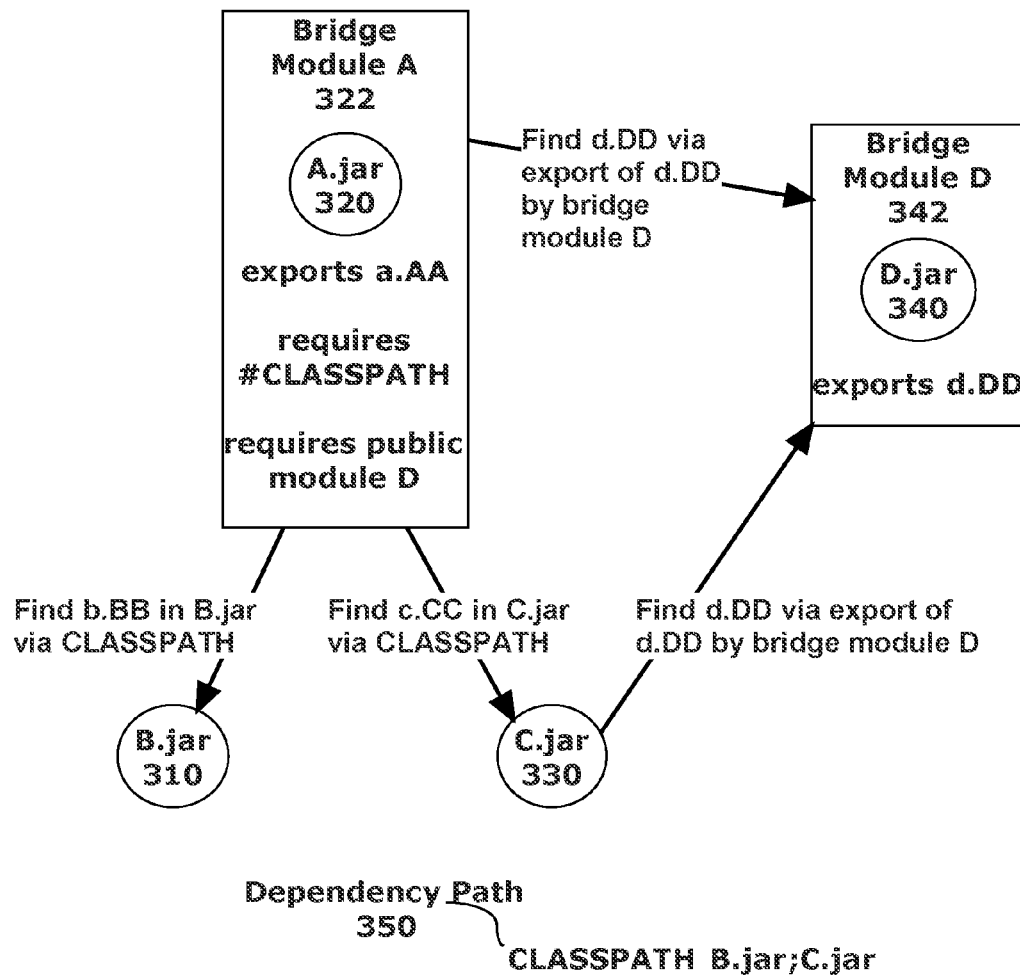 Bridge
Module A
322
A.jar
320
exports a.AA
requires
#CLASSPATH
requires public
module D
Find d.DD via
export of d.DD
by bridge
module D
Bridge
Module D
342
D.jar
340
exports d.DD
Find b.BB in B.jar
via CLASSPATH
Find c.CC in C.jar
via CLASSPATH
Find d.DD via export of
d.DD by bridge module D
B.jar
310
C.jar
330
Dependency Path
350
CLASSPATH B.jar;C.jar